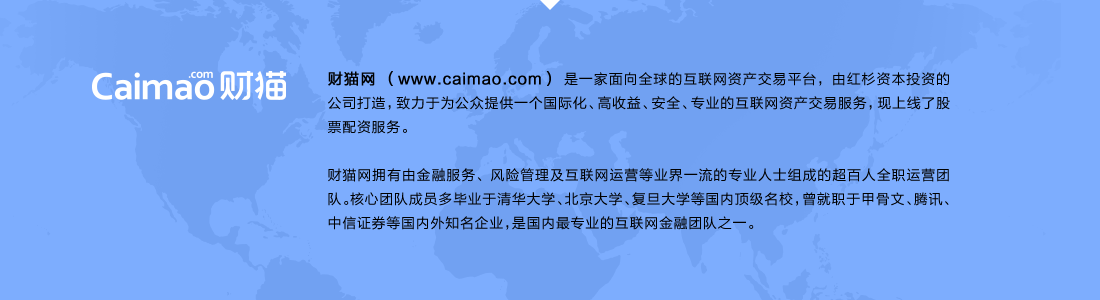 Caimao.com财猫
财猫网（www.caimao.com）是一家面向全球的互联网资产交易平台，由红杉资本投资的
公司打造，致力于为公众提供一个国际化、高收益、安全、专业的互联网资产交易服务，现上线了股
票配资服务。
财猫网拥有由金融服务、风险管理及互联网运营等业界一流的专业人士组成的超百人全职运营团
队。核心团队成员多毕业于清华大学、北京大学、复旦大学等国内顶级名校，曾就职于甲骨文、腾讯、
中信证券等国内外知名企业，是国内最专业的互联网金融团队之一。